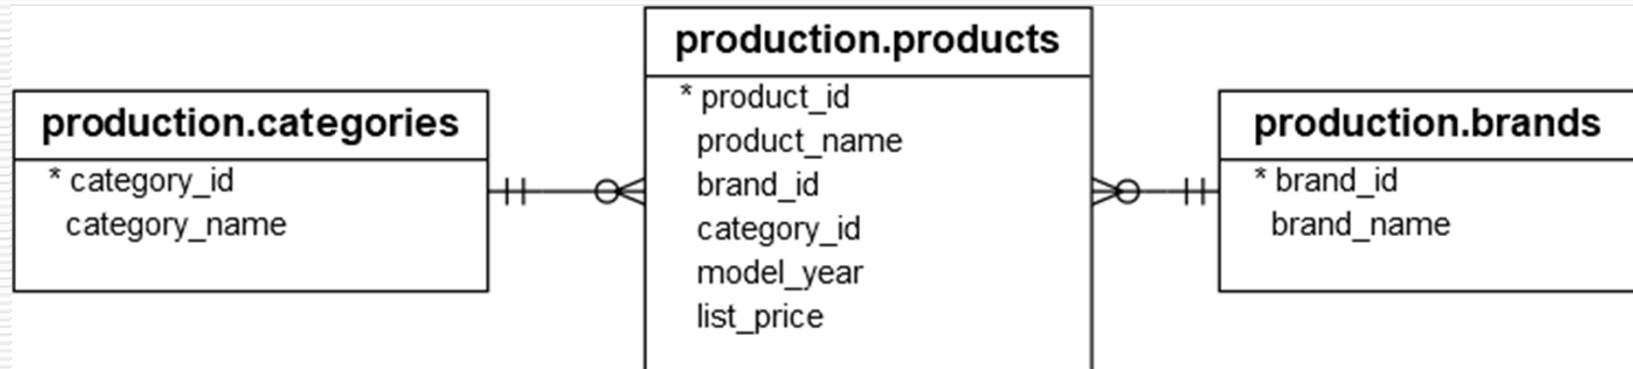 production.categories
* category_id
category_name
production.products
* product_id
product_name
brand_id
category_id
model_year
list_price
production.brands
* brand_id
brand_name